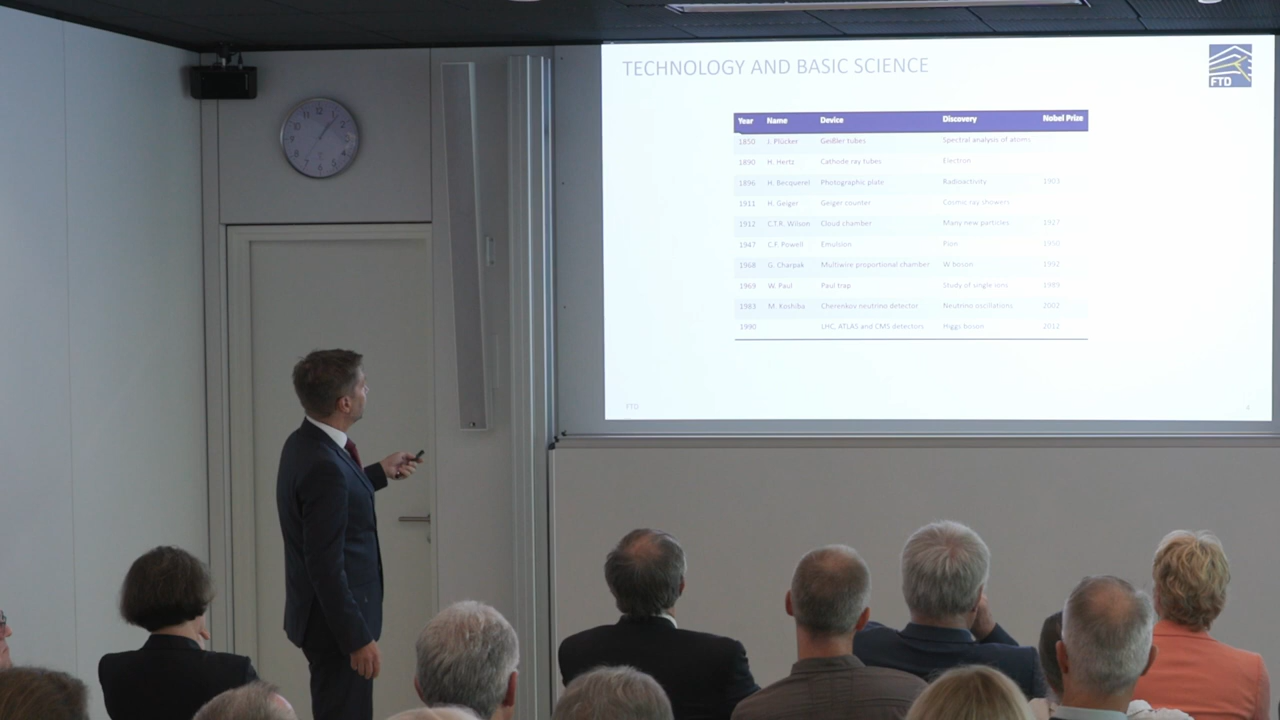 TECHNOLOGY AND BASIC SCIENCE
FTD
Year Name Device Discovery Nobel Prize
1850 J. Plücker Geißler tubes Spectral analysis of atoms
1890 H. Hertz Cathode ray tubes Electron
1896 H. Becquerel Photographic plate Radioactivity 1903
1911 H. Geiger Geiger counter Cosmic ray showers
1912 C.T.R. Wilson Cloud chamber Many new particles 1927
1947 C.F. Powell Emulsion Pion 1950
1968 G. Charpak Multiwire proportional chamber W boson 1992
1969 W. Paul Paul trap Study of single ions 1989
1983 M. Koshiba Cherenkov neutrino detector Neutrino oscillations 2002
1990 LHC, ATLAS and CMS detectors Higgs boson 2012
FTD 4